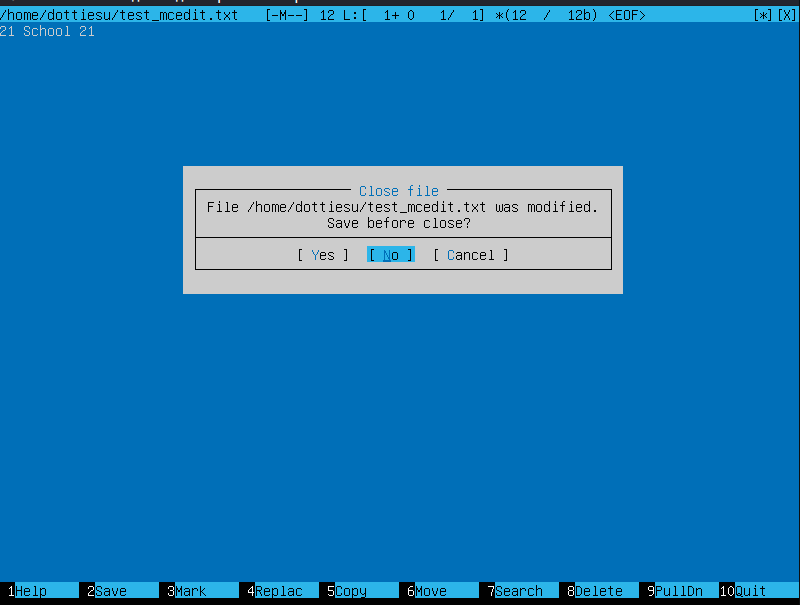 /home/dottiesu/test_mcedit.txt [-M--] 12 L:[ 1+ 0 1/ 1] *(12 / 12b) <EOF> [*][X]
21 School 21
Close file
File /home/dottiesu/test_mcedit.txt was modified.
Save before close?
[ Yes ] [ No ] [ Cancel ]
1Help 2Save 3Mark 4Replac 5Copy 6Move 7Search 8Delete 9PullDn 10Quit